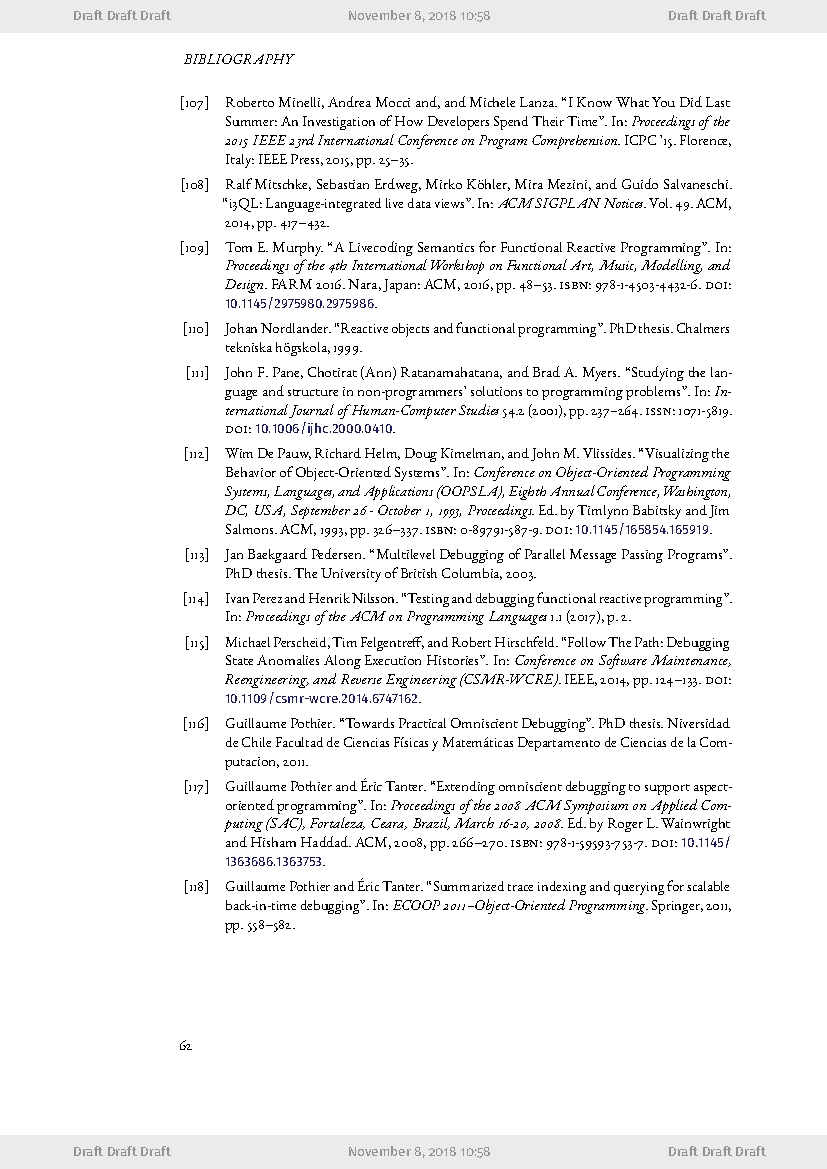 Draft Draft Draft November 8, 2018 10:58 Draft Draft Draft
BIBLIOGRAPHY
[107] Roberto Minelli, Andrea Mocci and, and Michele Lanza. “I Know What You Did Last
Summer: An Investigation of How Developers Spend Their Time”. In: Proceedings of the
2015 IEEE 23rd International Conference on Program Comprehension. ICPC ’15. Florence,
Italy: IEEE Press, 2015, pp. 25–35.
[108] Ralf Mitschke, Sebastian Erdweg, Mirko Köhler, Mira Mezini, and Guido Salvaneschi.
“i3QL: Language-integrated live data views”. In: ACM SIGPLAN Notices. Vol. 49. ACM,
2014, pp. 417–432.
[109] Tom E. Murphy. “A Livecoding Semantics for Functional Reactive Programming”. In:
Proceedings of the 4th International Workshop on Functional Art, Music, Modelling, and
Design. FARM 2016. Nara, Japan: ACM, 2016, pp. 48–53. ISBN: 978-1-4503-4432-6. DOI:
10.1145/2975980.2975986.
[110] Johan Nordlander. “Reactive objects and functional programming”. PhD thesis. Chalmers
tekniska högskola, 1999.
[111] John F. Pane, Chotirat (Ann) Ratanamahatana, and Brad A. Myers. “Studying the lan-
guage and structure in non-programmers’ solutions to programming problems”. In: In-
ternational Journal of Human-Computer Studies 54.2 (2001), pp. 237–264. ISSN: 1071-5819.
DOI: 10.1006/ijhc.2000.0410.
[112] Wim De Pauw, Richard Helm, Doug Kimelman, and John M. Vlissides. “Visualizing the
Behavior of Object-Oriented Systems”. In: Conference on Object-Oriented Programming
Systems, Languages, and Applications (OOPSLA), Eighth Annual Conference, Washington,
DC, USA, September 26 - October 1, 1993, Proceedings. Ed. by Timlynn Babitsky and Jim
Salmons. ACM, 1993, pp. 326–337. ISBN: 0-89791-587-9. DOI: 10.1145/165854.165919.
[113] Jan Baekgaard Pedersen. “Multilevel Debugging of Parallel Message Passing Programs”.
PhD thesis. The University of British Columbia, 2003.
[114] Ivan Perez and Henrik Nilsson. “Testing and debugging functional reactive programming”.
In: Proceedings of the ACM on Programming Languages 1.1 (2017), p. 2.
[115] Michael Perscheid, Tim Felgentreff, and Robert Hirschfeld. “Follow The Path: Debugging
State Anomalies Along Execution Histories”. In: Conference on Software Maintenance,
Reengineering, and Reverse Engineering (CSMR-WCRE). IEEE, 2014, pp. 124–133. DOI:
10.1109/csmr-wcre.2014.6747162.
[116] Guillaume Pothier. “Towards Practical Omniscient Debugging”. PhD thesis. Niversidad
de Chile Facultad de Ciencias Físicas y Matemáticas Departamento de Ciencias de la Com-
putacion, 2011.
[117] Guillaume Pothier and Éric Tanter. “Extending omniscient debugging to support aspect-
oriented programming”. In: Proceedings of the 2008 ACM Symposium on Applied Com-
puting (SAC), Fortaleza, Ceara, Brazil, March 16-20, 2008. Ed. by Roger L. Wainwright
and Hisham Haddad. ACM, 2008, pp. 266–270. ISBN: 978-1-59593-753-7. DOI: 10.1145/
1363686.1363753.
[118] Guillaume Pothier and Éric Tanter. “Summarized trace indexing and querying for scalable
back-in-time debugging”. In: ECOOP 2011–Object-Oriented Programming. Springer, 2011,
pp. 558–582.
62
Draft Draft Draft November 8, 2018 10:58 Draft Draft Draft